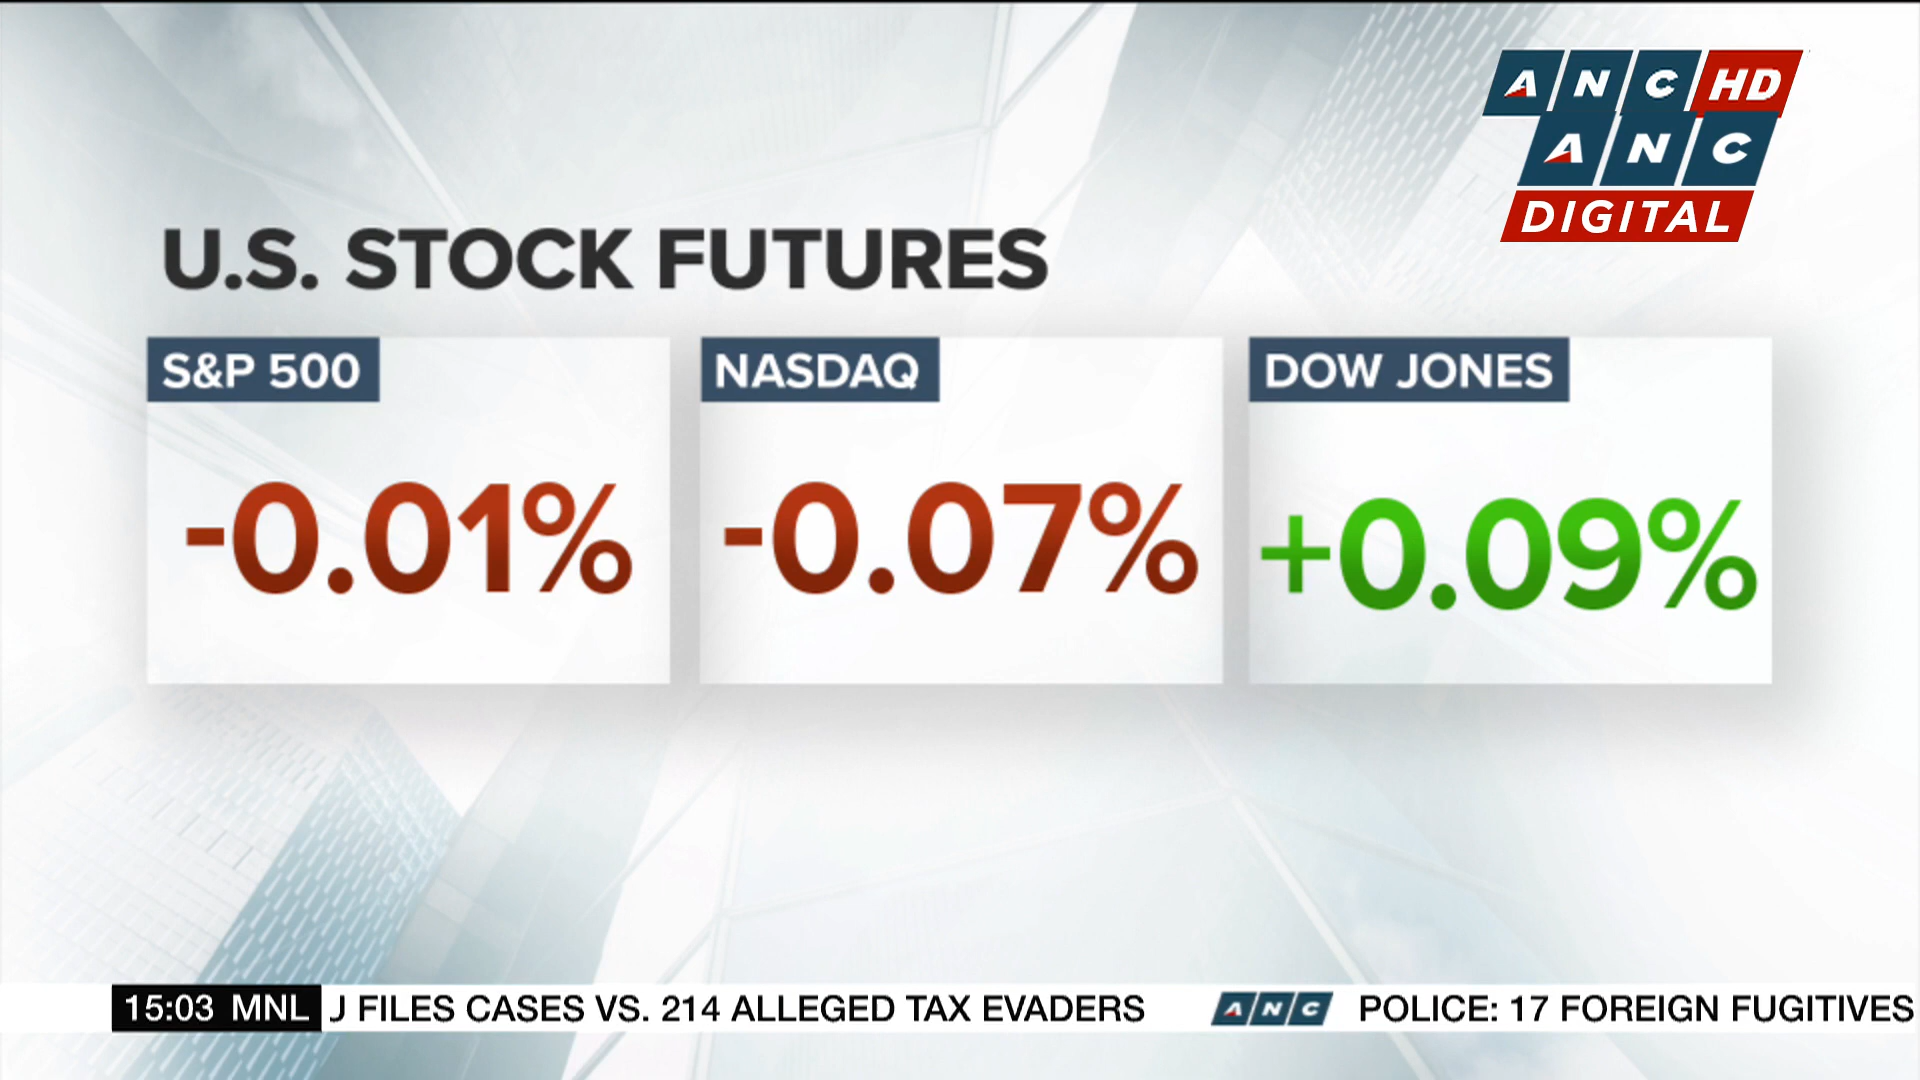 ANC HD
ANC
DIGITAL
U.S. STOCK FUTURES
S&P 500
-0.01%
NASDAQ
-0.07%
DOW JONES
+0.09%
15:03 MNL J FILES CASES VS. 214 ALLEGED TAX EVADERS ANC POLICE: 17 FOREIGN FUGITIVES